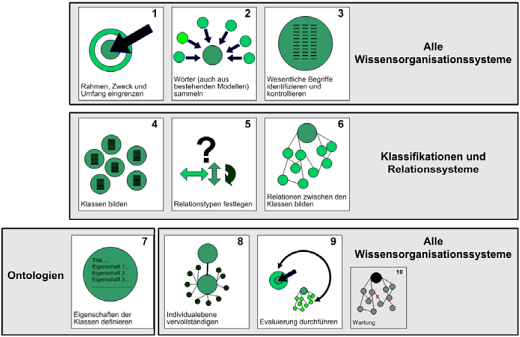 1
Rahmen, Zweck und
Umfang eingrenzen
2
Wörter (auch aus
bestehenden Modellen)
sammeln
3
Wesentliche Begriffe
identifizieren und
kontrollieren
Alle
Wissensorganisationssysteme
4
Klassen bilden
5
?
Relationstypen festlegen
6
Relationen zwischen den
Klassen bilden
Klassifikationen und
Relationssysteme
Ontologien
7
Titel....
Eigenschaft 1...
Eigenschaft 2...
Eigenschaft 3...
Eigenschaften der
Klassen definieren
8
Individualebene
vervollständigen
9
Evaluierung durchführen
Alle
Wissensorganisationssysteme
10
Wartung